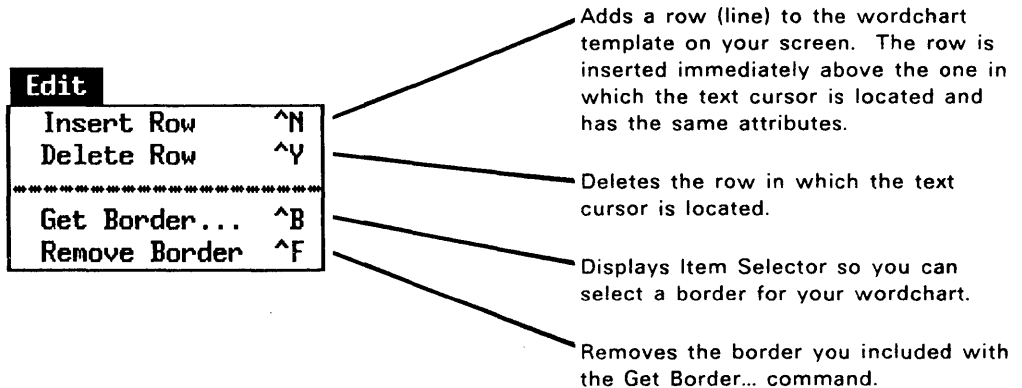 Edit
Insert Row ^N
Delete Row ^Y
Get Border... ^B
Remove Border ^F
Adds a row (line) to the wordchart
template on your screen. The row is
inserted immediately above the one in
which the text cursor is located and
has the same attributes.
Deletes the row in which the text
cursor is located.
Displays Item Selector so you can
select a border for your wordchart.
Removes the border you included with
the Get Border... command.